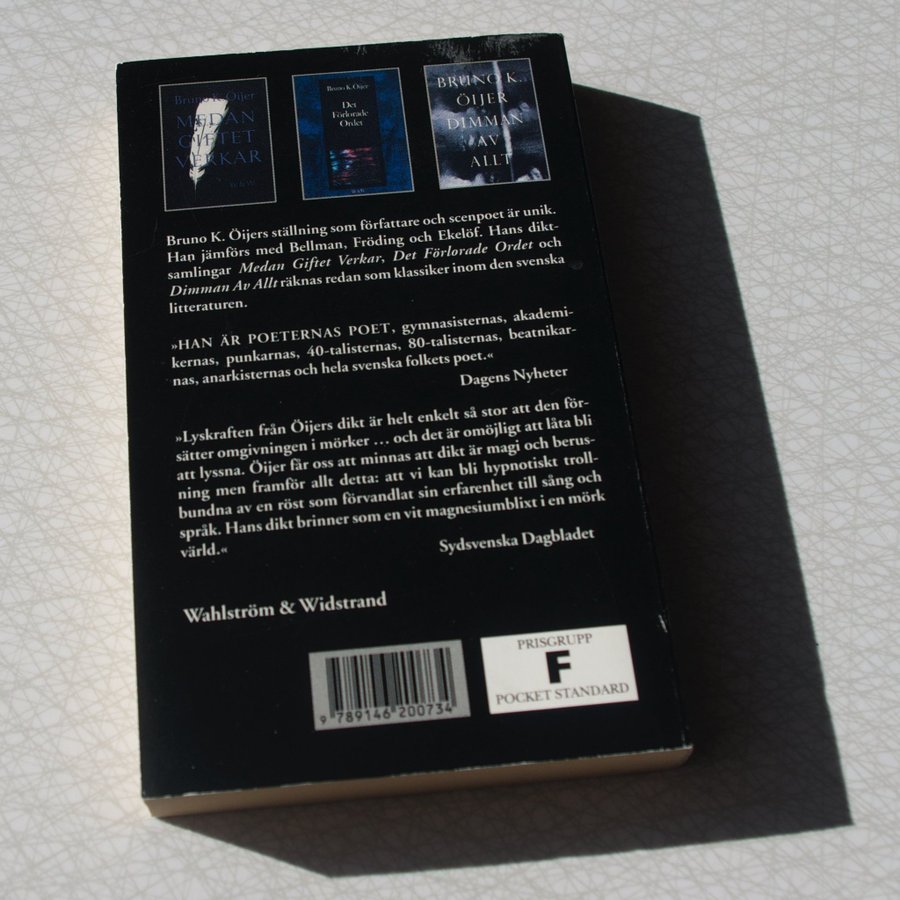 Bruno K. Öijer
MEDAN
GIFTET
VERKAR
W&W
Bruno K. Öijer
Det
Förlorade
Ordet
W&W
BRUNO K.
ÖIJER
DIMMAN
AV
ALLT
Bruno K. Öijers ställning som författare och scenpoet är unik.
Han jämförs med Bellman, Fröding och Ekelöf. Hans dikt-
samlingar Medan Giftet Verkar, Det Förlorade Ordet och
Dimman Av Allt räknas redan som klassiker inom den svenska
litteraturen.
»HAN ÄR POETERNAS POET, gymnasisternas, akademi-
kernas, punkarnas, 40-talisternas, 80-talisternas, beatnikar-
nas, anarkisternas och hela svenska folkets poet.«
Dagens Nyheter
»Lyskraften från Öijers dikt är helt enkelt så stor att den för-
sätter omgivningen i mörker ... och det är omöjligt att låta bli
att lyssna. Öijer får oss att minnas att dikt är magi och berus-
ning men framför allt detta: att vi kan bli hypnotiskt troll-
bundna av en röst som förvandlat sin erfarenhet till sång och
språk. Hans dikt brinner som en vit magnesiumblixt i en mörk
värld.«
Sydsvenska Dagbladet
Wahlström & Widstrand
9 789146 200734
PRISGRUPP
F
POCKET STANDARD